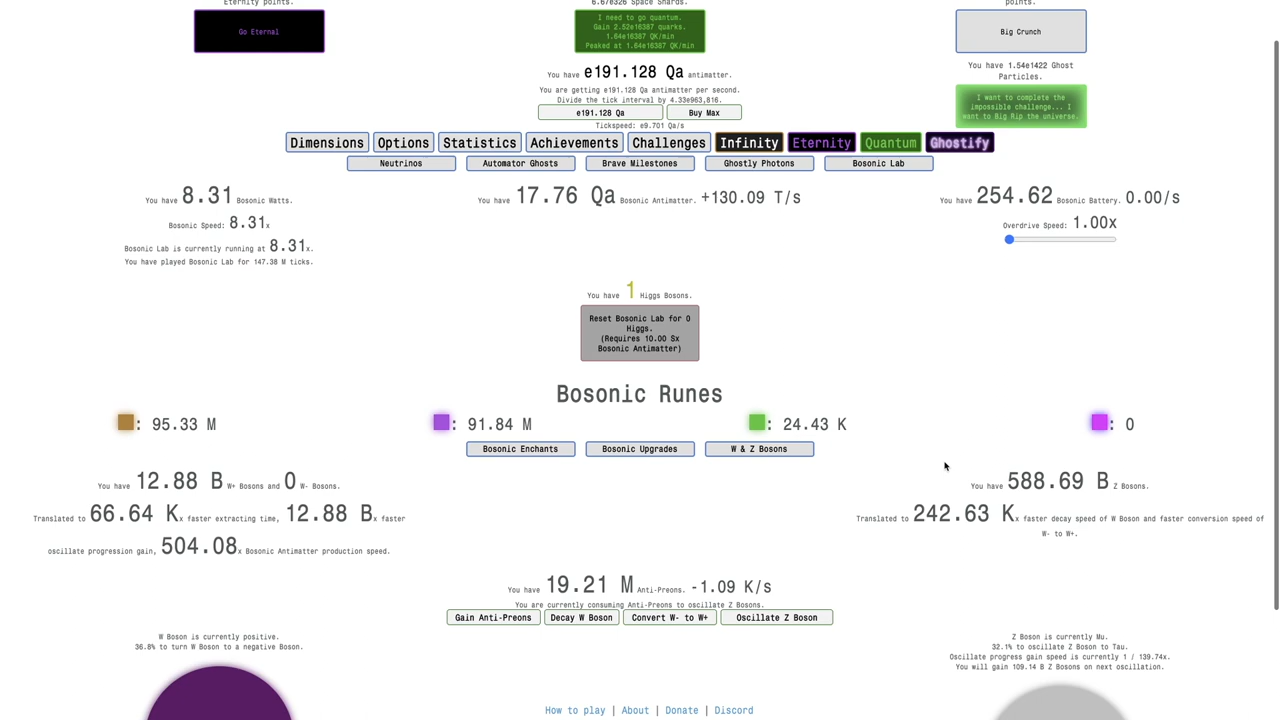 Eternity points.
6.67e326 Space Shards.
points.
Go Eternal
I need to go quantum.
Gain 2.52e16387 quarks.
1.64e16387 QK/min
Peaked at 1.64e16387 QK/min
Big Crunch
You have e191.128 Qa antimatter.
You have 1.54e1422 Ghost
Particles.
You are getting e191.128 Qa antimatter per second.
Divide the tick interval by 4.33e963,816.
I want to complete the
impossible challenge... I
want to Big Rip the universe.
e191.128 Qa
Buy Max
Tickspeed: e9.701 Qa/s
Dimensions Options Statistics Achievements Challenges Infinity Eternity Quantum Ghostify
Neutrinos Automator Ghosts Brave Milestones Ghostly Photons Bosonic Lab
You have 8.31 Bosonic Watts.
You have 17.76 Qa Bosonic Antimatter. +130.09 T/s
You have 254.62 Bosonic Battery. 0.00/s
Bosonic Speed: 8.31x
Overdrive Speed: 1.00x
Bosonic Lab is currently running at 8.31x.
You have played Bosonic Lab for 147.38 M ticks.
You have 1 Higgs Bosons.
Reset Bosonic Lab for 0
Higgs.
(Requires 10.00 Sx
Bosonic Antimatter)
Bosonic Runes
: 95.33 M
: 91.84 M
: 24.43 K
: 0
Bosonic Enchants Bosonic Upgrades W & Z Bosons
You have 12.88 B W+ Bosons and 0 W- Bosons.
You have 588.69 B Z Bosons.
Translated to 66.64 Kx faster extracting time, 12.88 Bx faster
oscillate progression gain, 504.08x Bosonic Antimatter production speed.
Translated to 242.63 Kx faster decay speed of W Boson and faster conversion speed of
W- to W+.
You have 19.21 M Anti-Preons. -1.09 K/s
You are currently consuming Anti-Preons to oscillate Z Bosons.
Gain Anti-Preons Decay W Boson Convert W- to W+ Oscillate Z Boson
W Boson is currently positive.
36.8% to turn W Boson to a negative Boson.
Z Boson is currently Mu.
32.1% to oscillate Z Boson to Tau.
Oscillate progress gain speed is currently 1 / 139.74x.
You will gain 109.14 B Z Bosons on next oscillation.
How to play | About | Donate | Discord